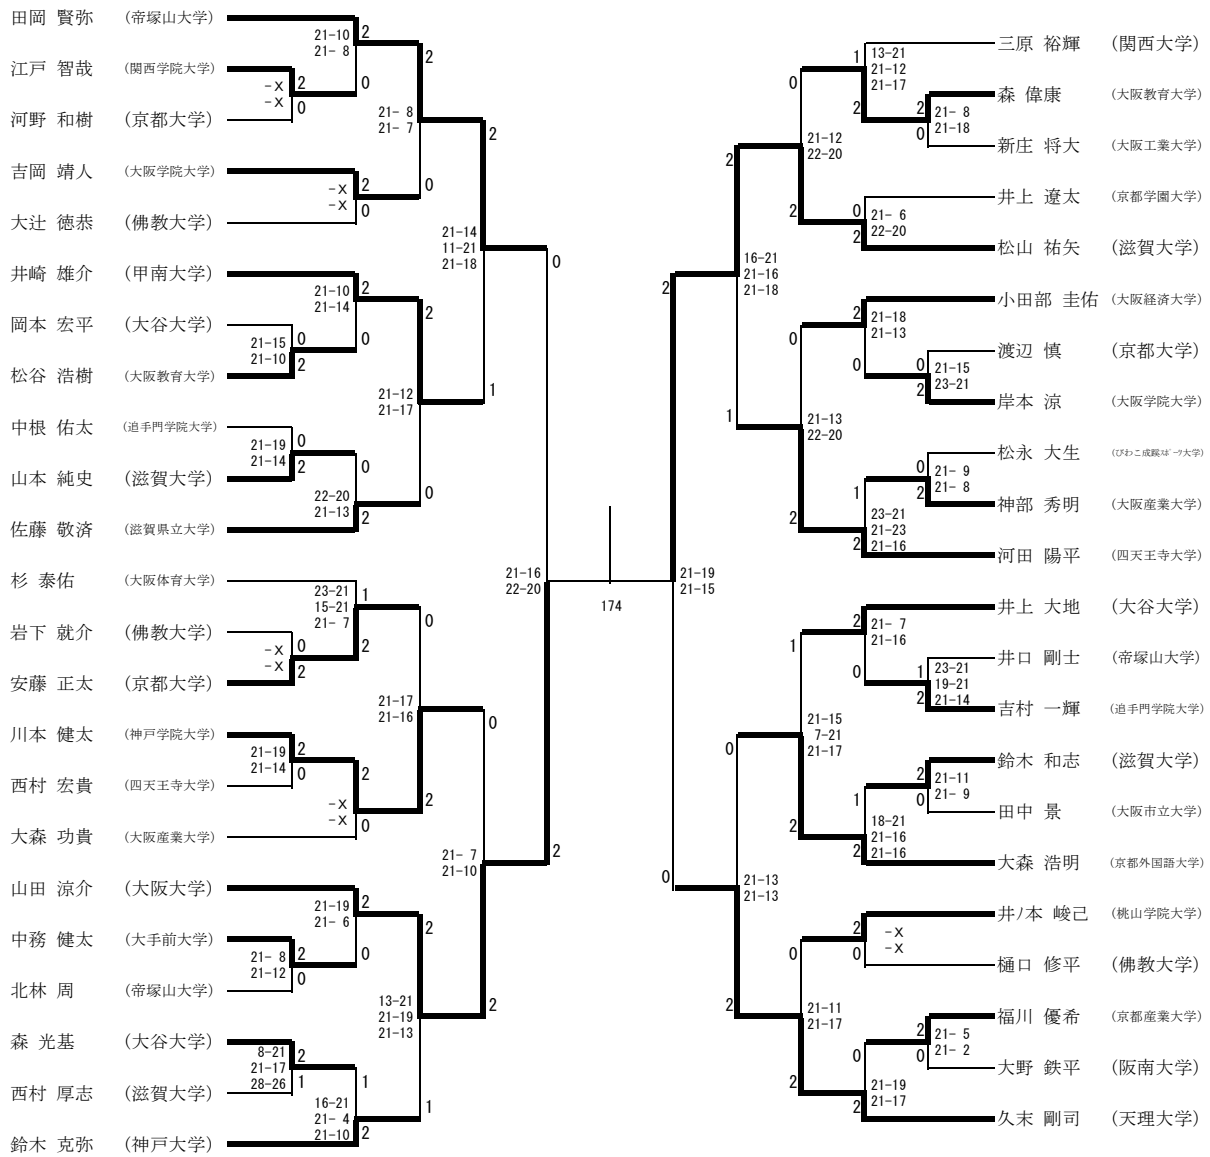 田岡 賢弥 (帝塚山大学)
江戸 智哉 (関西学院大学)
河野 和樹 (京都大学)
吉岡 靖人 (大阪学院大学)
大辻 徳恭 (佛教大学)
井崎 雄介 (甲南大学)
岡本 宏平 (大谷大学)
松谷 浩樹 (大阪教育大学)
中根 佑太 (追手門学院大学)
山本 純史 (滋賀大学)
佐藤 敬済 (滋賀県立大学)
杉 泰佑 (大阪体育大学)
岩下 就介 (佛教大学)
安藤 正太 (京都大学)
川本 健太 (神戸学院大学)
西村 宏貴 (四天王寺大学)
大森 功貴 (大阪産業大学)
山田 涼介 (大阪大学)
中務 健太 (大手前大学)
北林 周 (帝塚山大学)
森 光基 (大谷大学)
西村 厚志 (滋賀大学)
鈴木 克弥 (神戸大学)
21-10 2
21- 8
-X 2
-X 0
0
21- 8 2
21- 7
-X 2
-X 0
0
21-14 2
11-21
21-18
21-10 2
21-14 0
21-15 0
21-10 2
21-12 2
21-17
21-19 0
21-14 2
22-20 0
21-13 2
0
1
0
21-16
22-20
23-21 1
15-21
21- 7 2
-X 0
-X 2
21-17 0
21-16
21-19 2
21-14 0
2
-X
-X 0
2
0
21- 7
21-10 2
21-19 2
21- 6 0
21- 8 2
21-12 0
2
13-21
21-19
21-13
2
8-21 2
21-17
28-26 1
16-21 1
21- 4
21-10 2
1
174
三原 裕輝 (関西大学)
森 偉康 (大阪教育大学)
新庄 将大 (大阪工業大学)
井上 遼太 (京都学園大学)
松山 祐矢 (滋賀大学)
小田部 圭佑 (大阪経済大学)
渡辺 慎 (京都大学)
岸本 涼 (大阪学院大学)
松永 大生 (びわこ成蹊ｽﾎﾟｰﾂ大学)
神部 秀明 (大阪産業大学)
河田 陽平 (四天王寺大学)
井上 大地 (大谷大学)
井口 剛士 (帝塚山大学)
吉村 一輝 (追手門学院大学)
鈴木 和志 (滋賀大学)
田中 景 (大阪市立大学)
大森 浩明 (京都外国語大学)
井ﾉ本 峻己 (桃山学院大学)
樋口 修平 (佛教大学)
福川 優希 (京都産業大学)
大野 鉄平 (阪南大学)
久末 剛司 (天理大学)
1 13-21
21-12
2 21-17
2 21- 8
0 21-18
0
21-12
22-20
2
0 21- 6
2 22-20
2
16-21
21-16
21-18
2
2 21-18
21-13
0
0 21-15
2 23-21
0
1
21-13
22-20
0 21- 9
2 21- 8
1
23-21
21-23
2 21-16
2
21-19
21-15
2 21- 7
21-16
0
1 23-21
19-21
2 21-14
1
0
21-15
7-21
21-17
2
2 21-11
0 21- 9
1
18-21
21-16
2 21-16
0
21-13
21-13
2 -X
0 -X
0
2
21-11
21-17
2 21- 5
0 21- 2
0
21-19
2 21-17
2